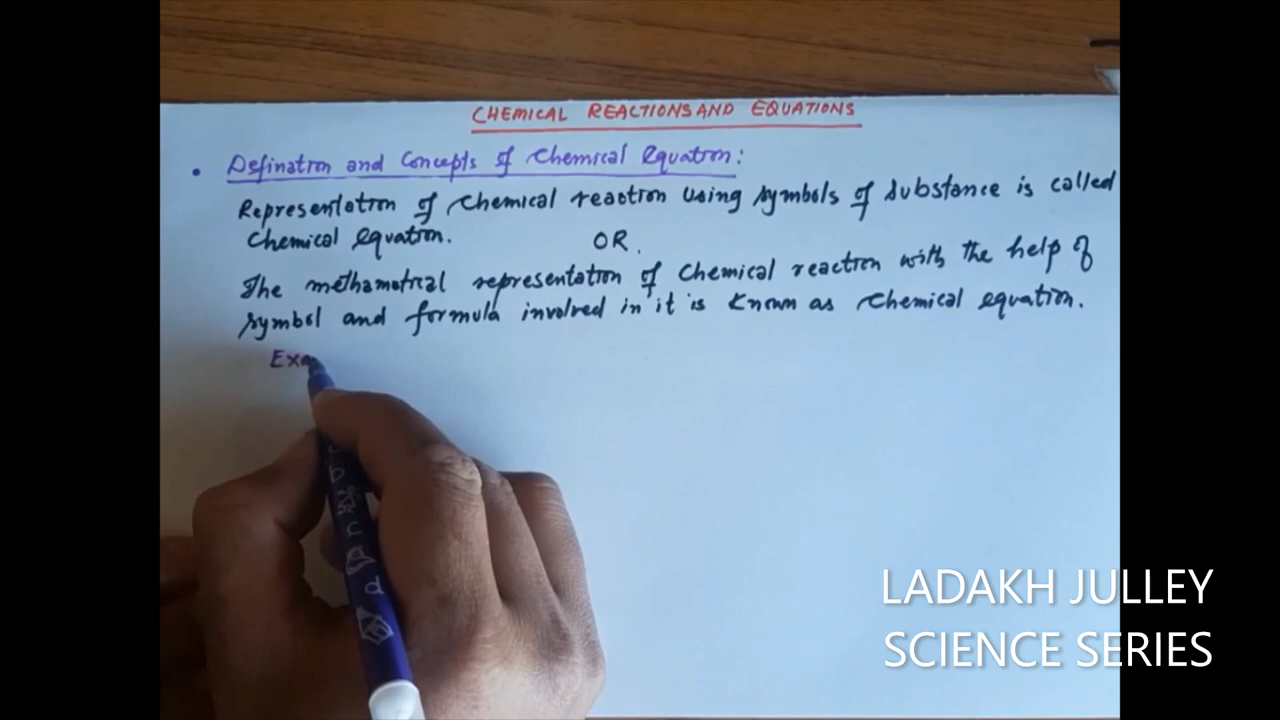 CHEMICAL REACTIONS AND EQUATIONS
• Defination and Concepts of Chemical equation:
Representation of chemical reaction using symbols of substance is called
chemical equation. OR.
The methamatical representation of chemical reaction with the help of
symbol and formula involved in it is known as chemical equation.
Exa
LADAKH JULLEY
SCIENCE SERIES